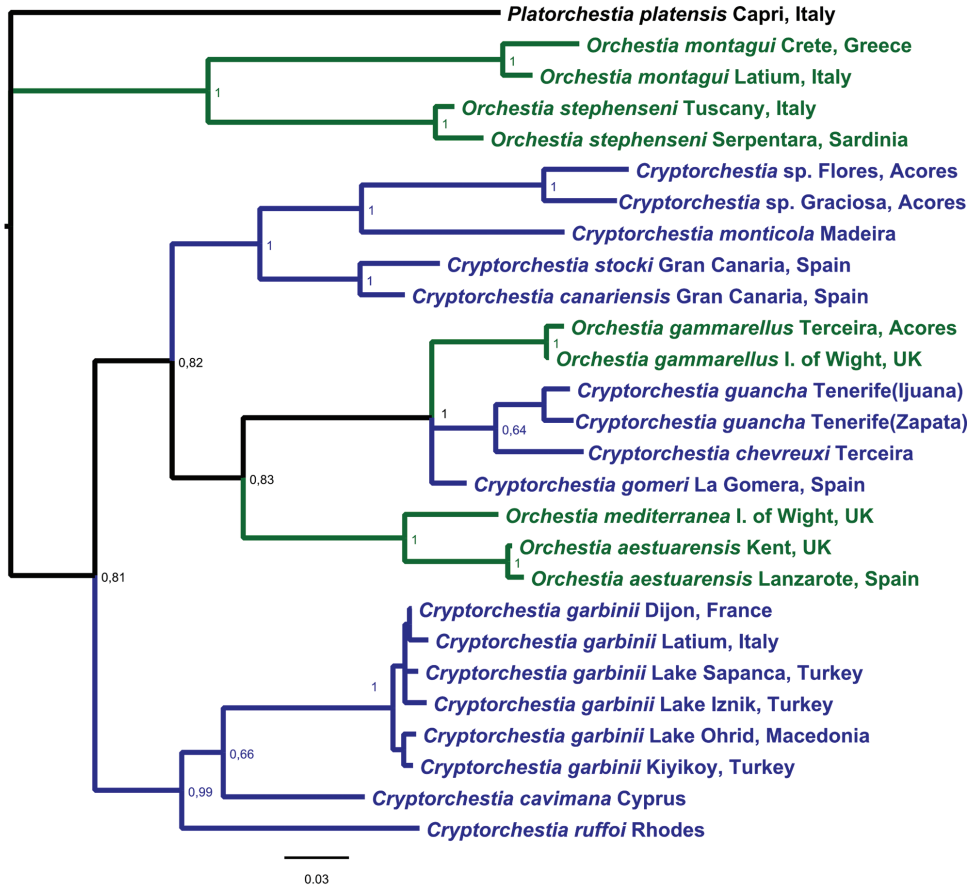 Platorchestia platensis Capri, Italy
Orchestia montagui Crete, Greece
1
Orchestia montagui Latium, Italy
1
Orchestia stephenseni Tuscany, Italy
1
Orchestia stephenseni Serpentara, Sardinia
Cryptorchestia sp. Flores, Acores
1
Cryptorchestia sp. Graciosa, Acores
1
Cryptorchestia monticola Madeira
1
Cryptorchestia stocki Gran Canaria, Spain
1
Cryptorchestia canariensis Gran Canaria, Spain
Orchestia gammarellus Terceira, Acores
1
Orchestia gammarellus I. of Wight, UK
0,82
Cryptorchestia guancha Tenerife(Ijuana)
1
Cryptorchestia guancha Tenerife(Zapata)
0,64
Cryptorchestia chevreuxi Terceira
0,83
Cryptorchestia gomeri La Gomera, Spain
Orchestia mediterranea I. of Wight, UK
1
Orchestia aestuarensis Kent, UK
1
0,81
Orchestia aestuarensis Lanzarote, Spain
Cryptorchestia garbinii Dijon, France
Cryptorchestia garbinii Latium, Italy
Cryptorchestia garbinii Lake Sapanca, Turkey
1
Cryptorchestia garbinii Lake Iznik, Turkey
Cryptorchestia garbinii Lake Ohrid, Macedonia
0,66
Cryptorchestia garbinii Kiyikoy, Turkey
0,99
Cryptorchestia cavimana Cyprus
Cryptorchestia ruffoi Rhodes
0.03